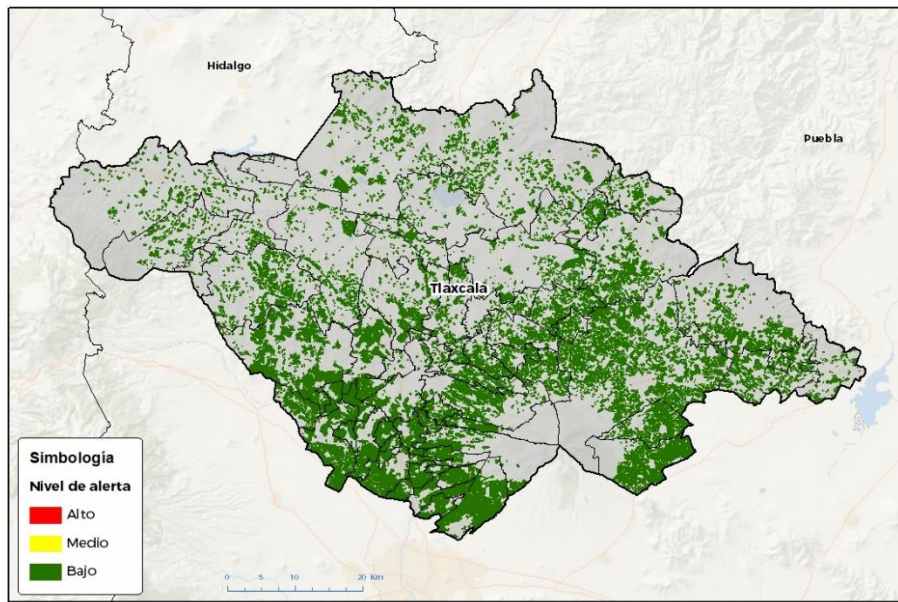 Hidalgo
Puebla
Tlaxcala
Simbología
Nivel de alerta
Alto
Medio
Bajo
0 5 10 20 Km